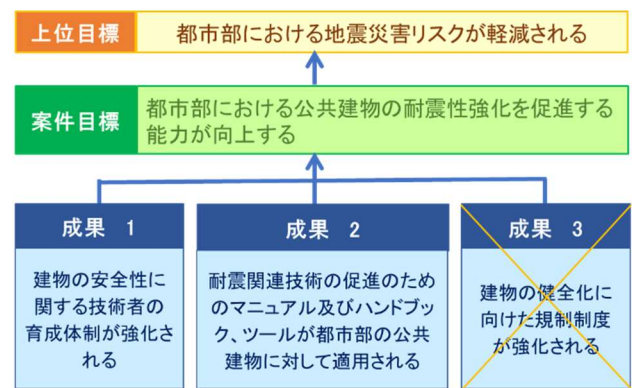 上位目標
都市部における地震災害リスクが軽減される
案件目標
都市部における公共建物の耐震性強化を促進する
能力が向上する
成果 1
建物の安全性に
関する技術者の
育成体制が強化さ
れる
成果 2
耐震関連技術の促進のため
のマニュアル及びハンドブッ
ク、ツールが都市部の公共
建物に対して適用される
成果 3
建物の健全化に
向けた規制制度
が強化される